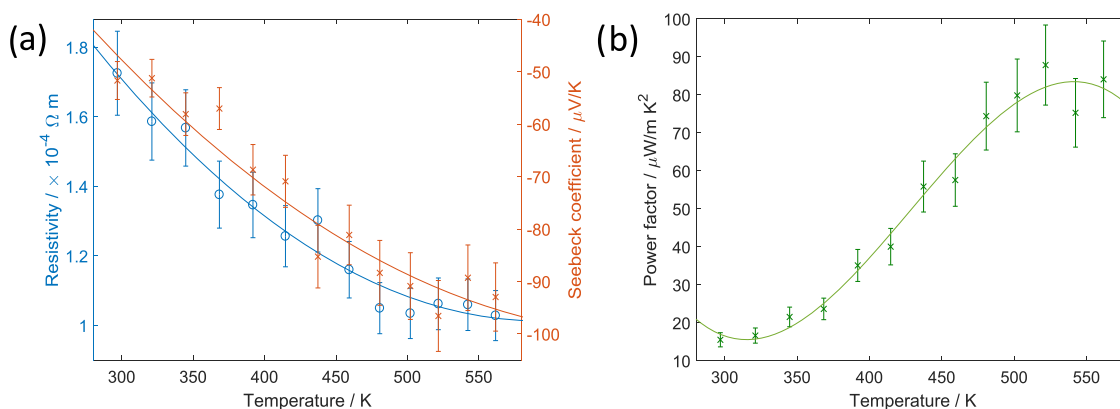 (a)
1.8
1.6
1.4
1.2
1
Resistivity / × 10⁻⁴ Ω m
-40
-50
-60
-70
-80
-90
-100
Seebeck coefficient / μV/K
300 350 400 450 500 550
Temperature / K
(b)
100
90
80
70
60
50
40
30
20
10
Power factor / μW/m K²
300 350 400 450 500 550
Temperature / K